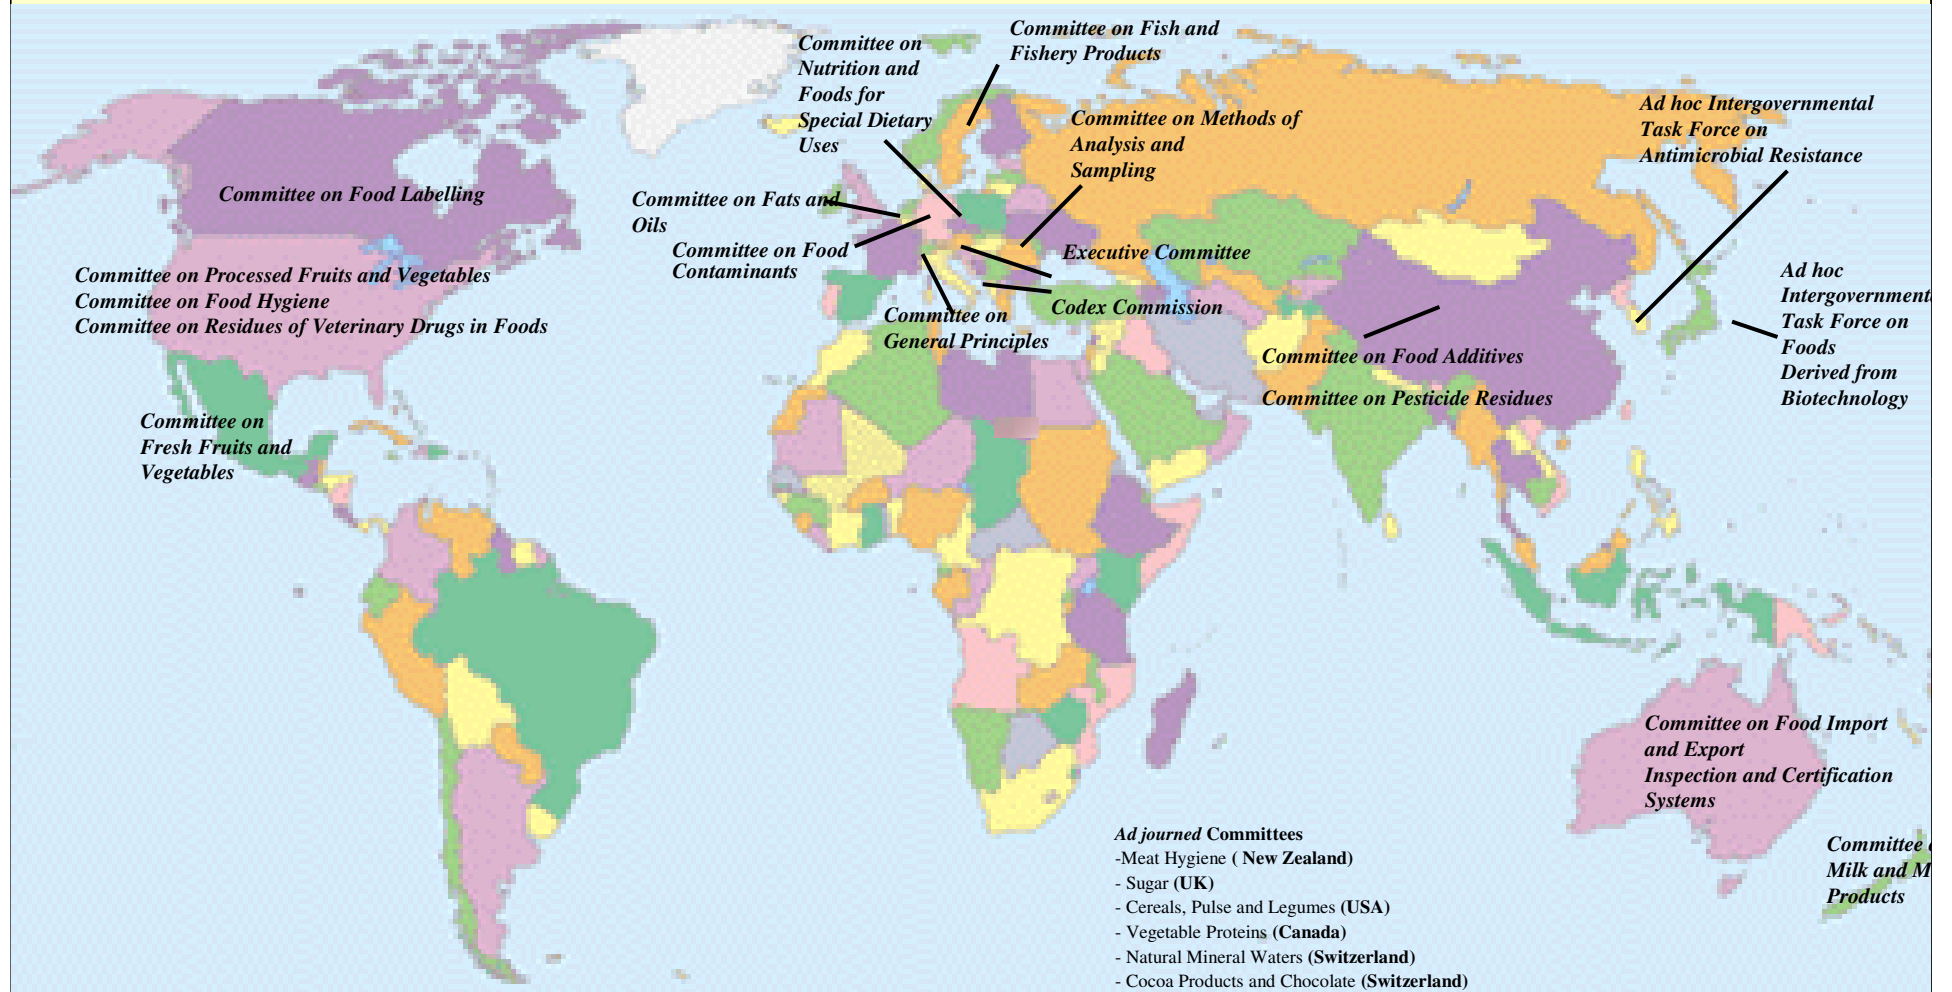 Committee on Fish and
Fishery Products
Committee on
Nutrition and
Foods for
Special Dietary
Uses
Committee on Methods of
Analysis and
Sampling
Ad hoc Intergovernmental
Task Force on
Antimicrobial Resistance
Committee on Food Labelling
Committee on Fats and
Oils
Committee on Food
Contaminants
Executive Committee
Codex Commission
Committee on
General Principles
Committee on Processed Fruits and Vegetables
Committee on Food Hygiene
Committee on Residues of Veterinary Drugs in Foods
Ad hoc
Intergovernment
Task Force on
Foods
Derived from
Biotechnology
Committee on Food Additives
Committee on Pesticide Residues
Committee on
Fresh Fruits and
Vegetables
Committee on Food Import
and Export
Inspection and Certification
Systems
Committee
Milk and M
Products
Ad journed Committees
-Meat Hygiene ( New Zealand)
- Sugar (UK)
- Cereals, Pulse and Legumes (USA)
- Vegetable Proteins (Canada)
- Natural Mineral Waters (Switzerland)
- Cocoa Products and Chocolate (Switzerland)